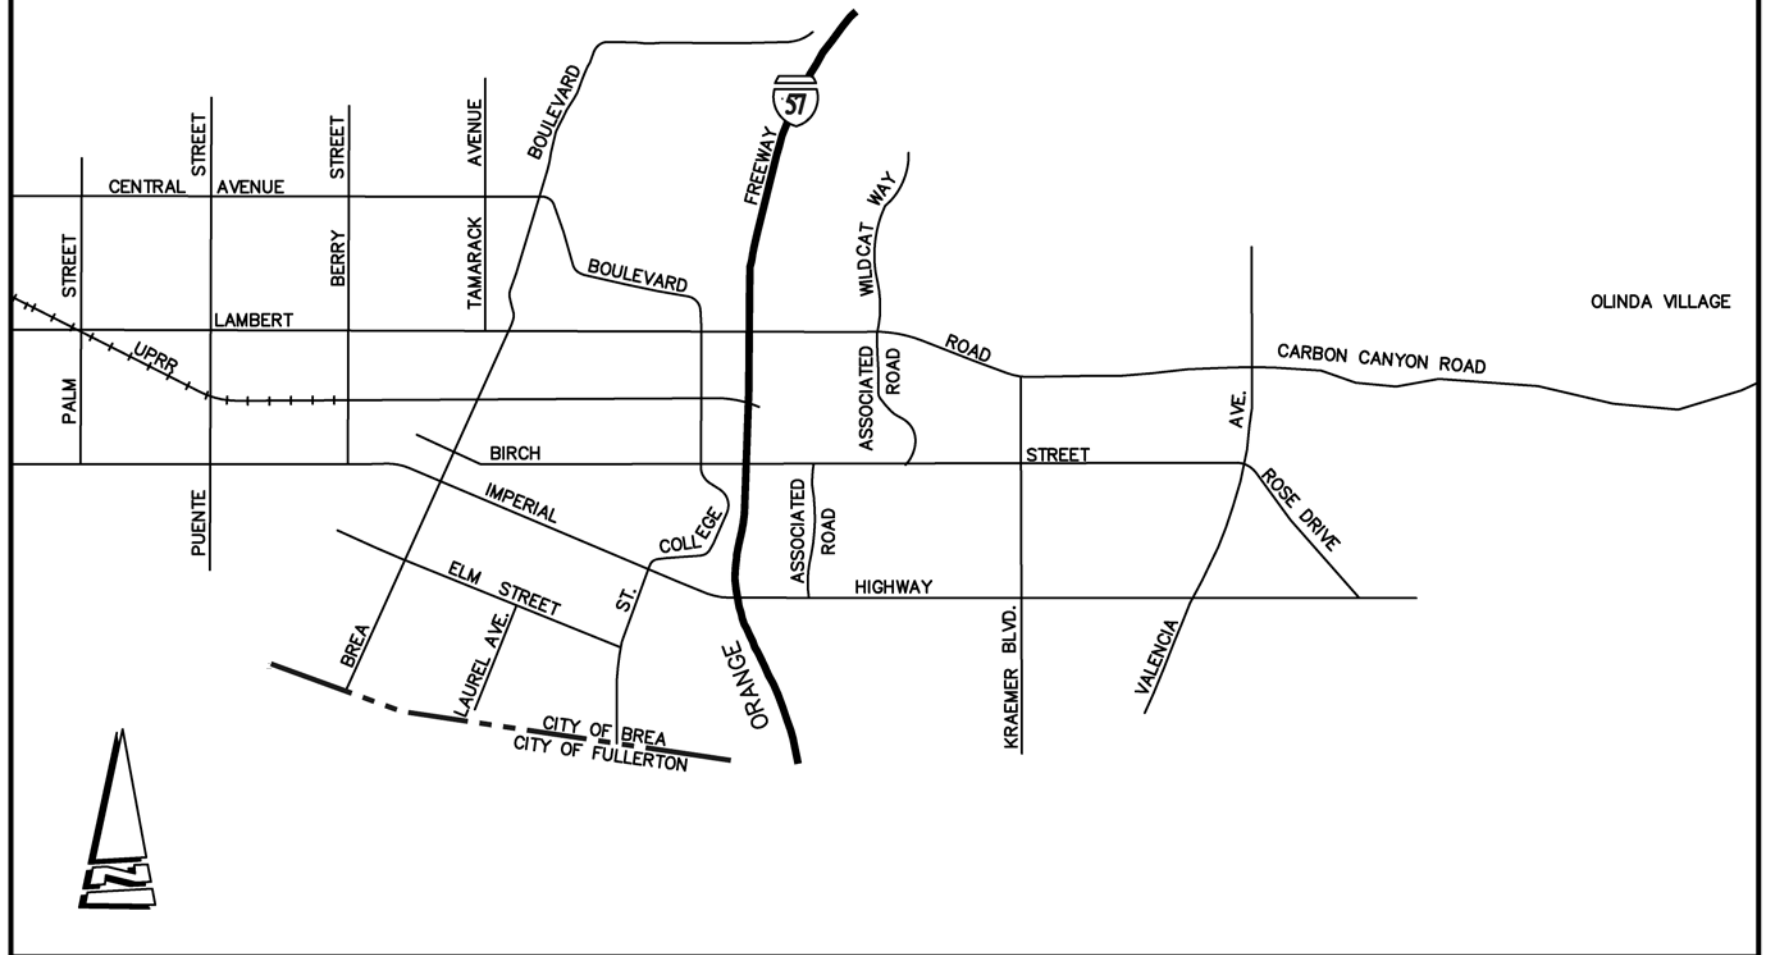 57
BOULEVARD
FREEWAY
STREET
STREET
AVENUE
CENTRAL AVENUE
WILDCAT WAY
STREET
BERRY
TAMARACK
BOULEVARD
OLINDA VILLAGE
LAMBERT
ROAD
UPRR
CARBON CANYON ROAD
ASSOCIATED
ROAD
PALM
AVE.
BIRCH
STREET
PUENTE
IMPERIAL
COLLEGE
ASSOCIATED
ROAD
ROSE DRIVE
ELM STREET
ST.
HIGHWAY
BREA
LAUREL AVE.
ORANGE
KRAEMER BLVD.
VALENCIA
CITY OF BREA
CITY OF FULLERTON
N